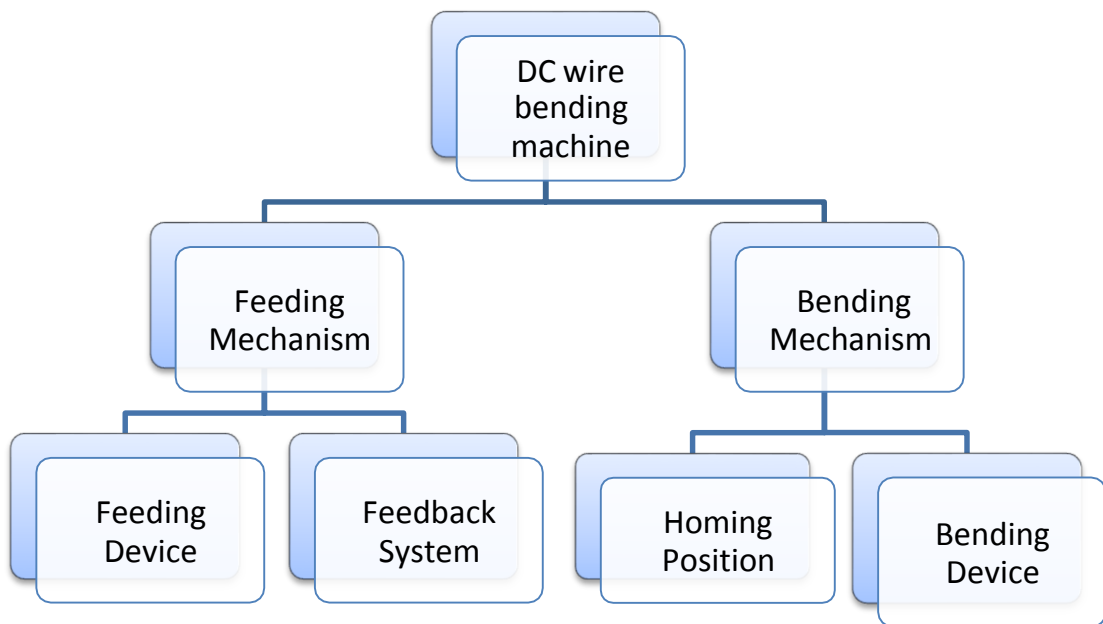 DC wire
bending
machine
Feeding
Mechanism
Bending
Mechanism
Feeding
Device
Feedback
System
Homing
Position
Bending
Device